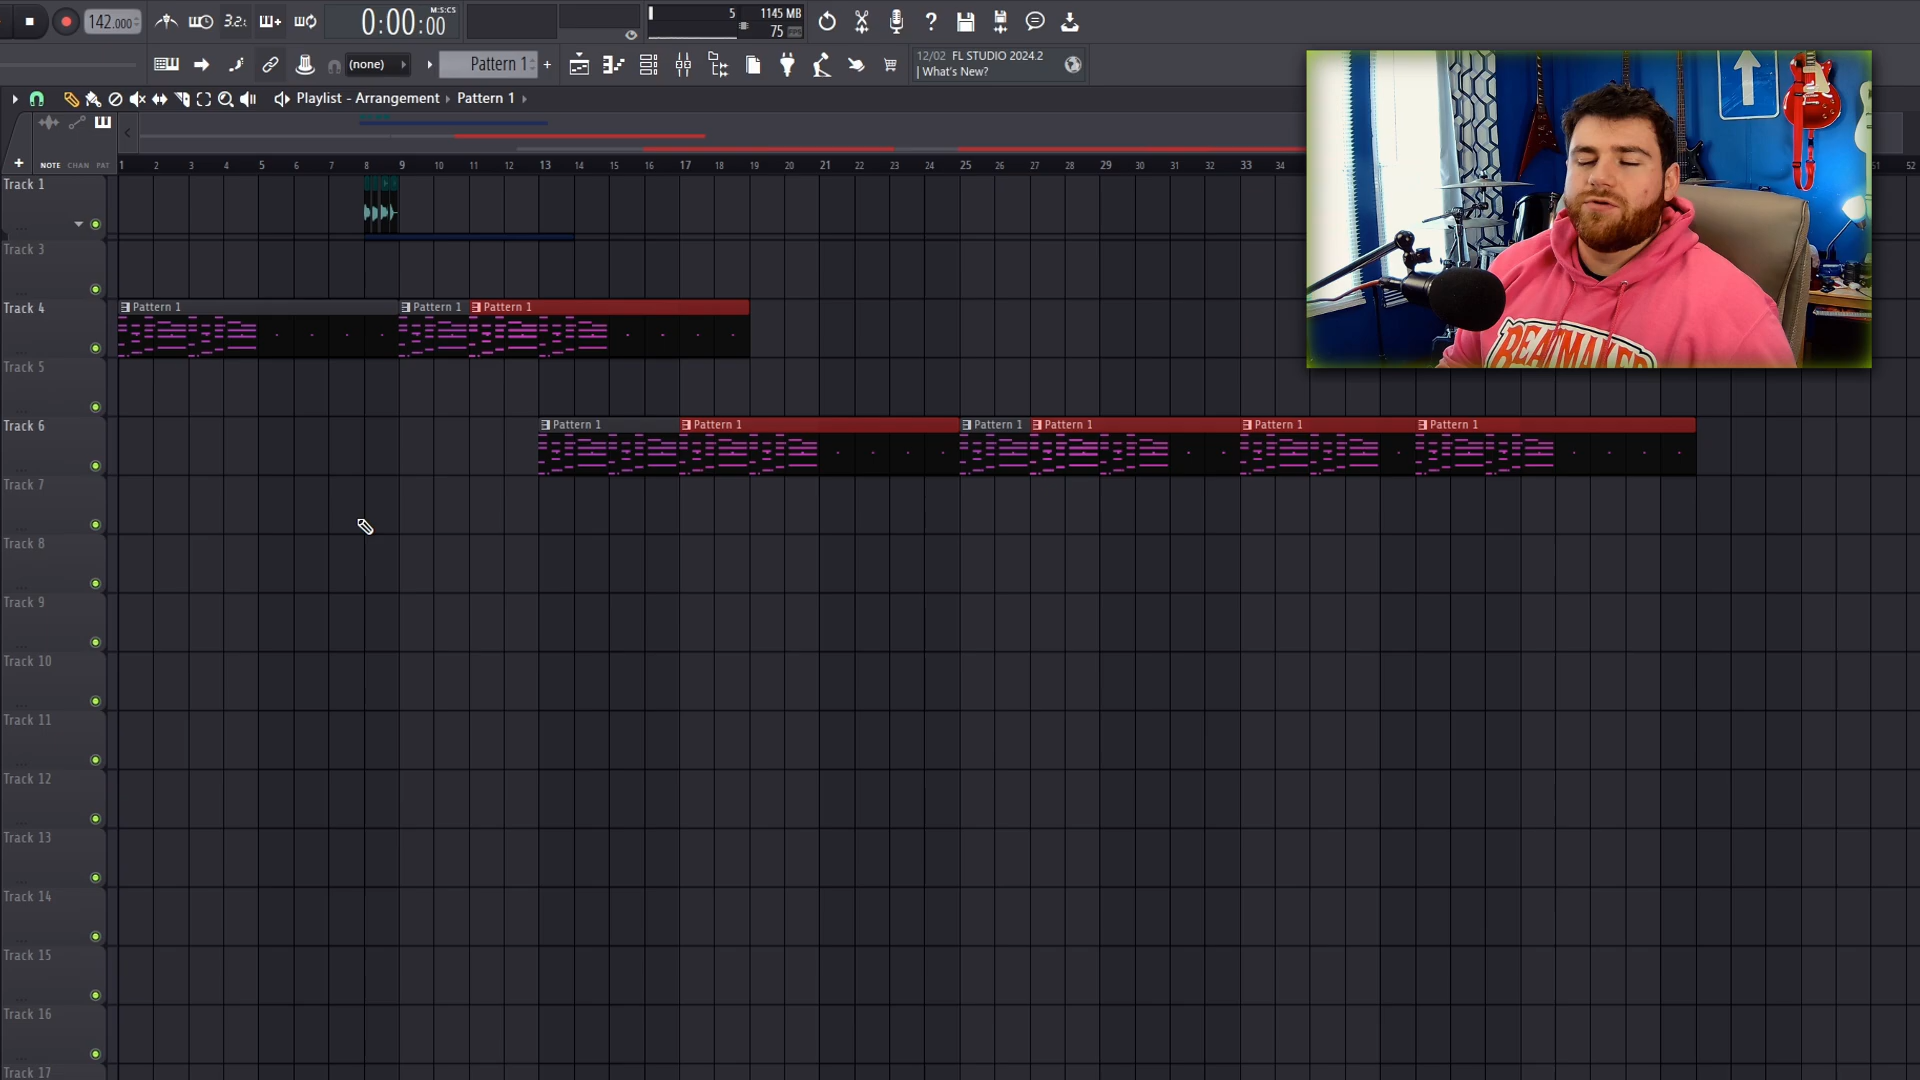 142.000
3.2.
0:00:00
M:S:CS
5
1145 MB
75
(none)
Pattern 1
+
12/02 FL STUDIO 2024.2
| What's New?
Playlist - Arrangement › Pattern 1 ›
NOTE CHAN PAT
1 2 3 4 5 6 7 8 9 10 11 12 13 14 15 16 17 18 19 20 21 22 23 24 25 26 27 28 29 30 31 32 33 34 51 52
Track 1
Track 3
Track 4
Pattern 1 Pattern 1 Pattern 1
Track 5
Track 6
Pattern 1 Pattern 1 Pattern 1 Pattern 1 Pattern 1 Pattern 1
Track 7
Track 8
Track 9
Track 10
Track 11
Track 12
Track 13
Track 14
Track 15
Track 16
Track 17
BEATMAKER